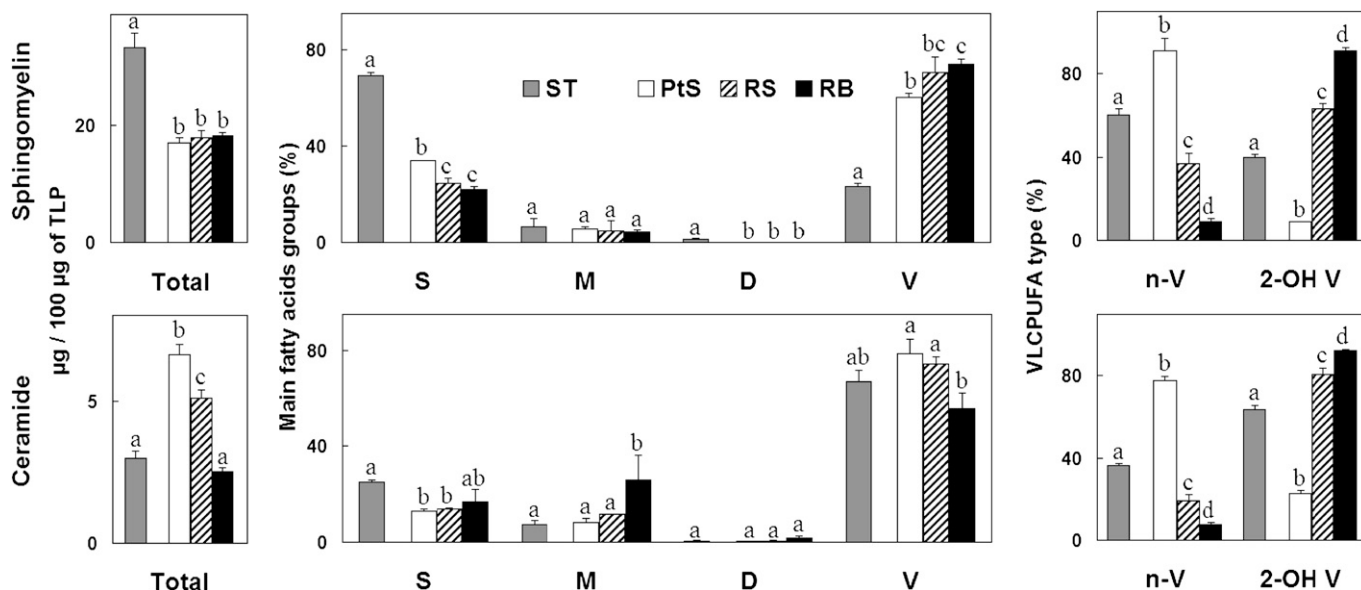 Sphingomyelin
Ceramide
µg / 100 µg of TLP
20
0
a
b b b
Total
Main fatty acids groups (%)
80
40
0
ST PtS RS RB
a
b
c
c
a
a a a
a
b b b
a
b
bc
c
S M D V
VLCPUFA type (%)
80
40
0
a
b
c
d
a
b
c
d
n-V 2-OH V
5
0
a
b
c
a
Total
80
40
0
a
b b ab
a
a a b
a
a a a
ab
a
a
b
S M D V
80
40
0
a
b
c
d
a
b
c
d
n-V 2-OH V